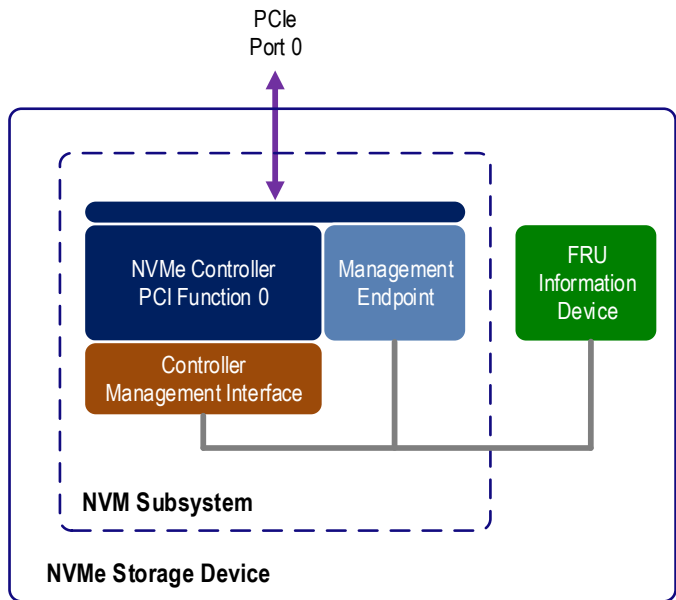 PCIe
Port 0
NVMe Controller
PCI Function 0
Management
Endpoint
FRU
Information
Device
Controller
Management Interface
NVM Subsystem
NVMe Storage Device